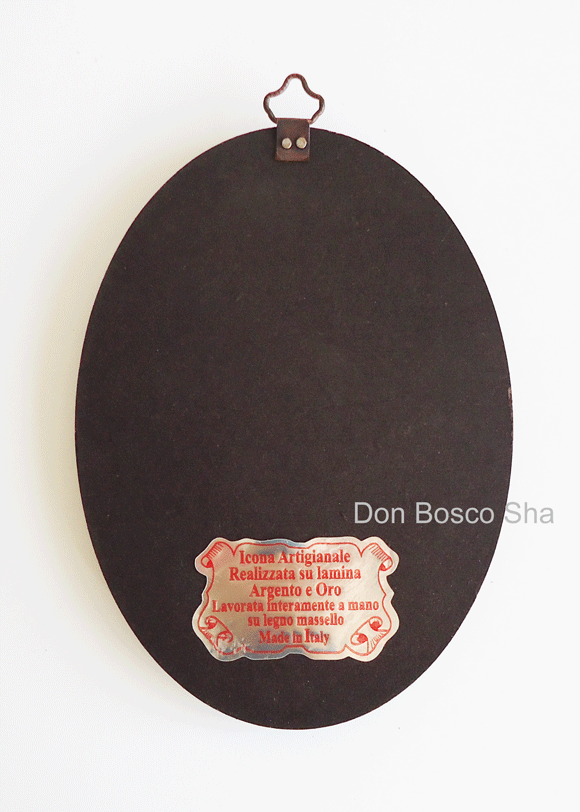 Don Bosco Sha
Icona Artigianale
Realizzata su lamina
Argento e Oro
Lavorata interamente a mano
su legno massello
Made in Italy